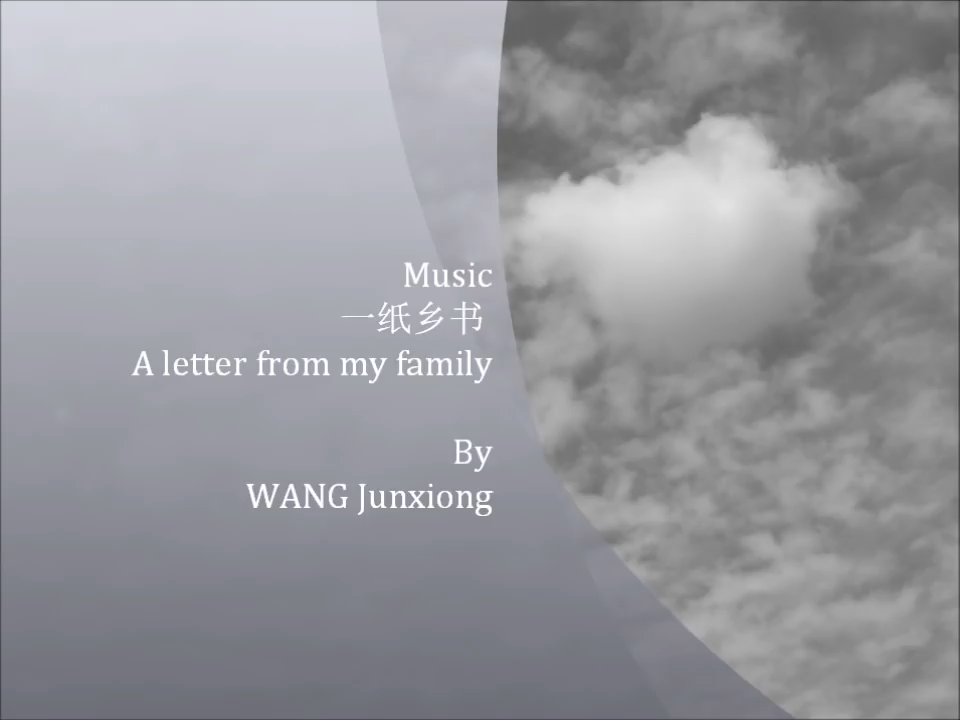 Music
一纸乡书
A letter from my family
By
WANG Junxiong